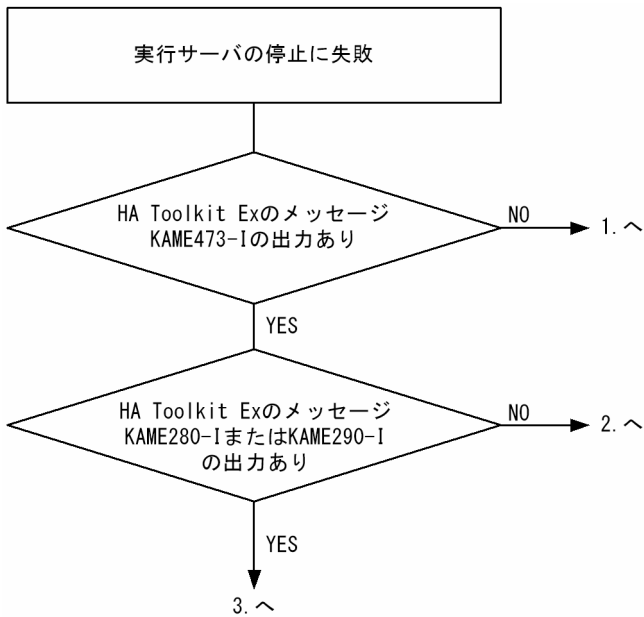 実行サーバの停止に失敗
HA Toolkit Exのメッセージ
KAME473-Iの出力あり
NO
1.へ
YES
HA Toolkit Exのメッセージ
KAME280-IまたはKAME290-I
の出力あり
NO
2.へ
YES
3.へ